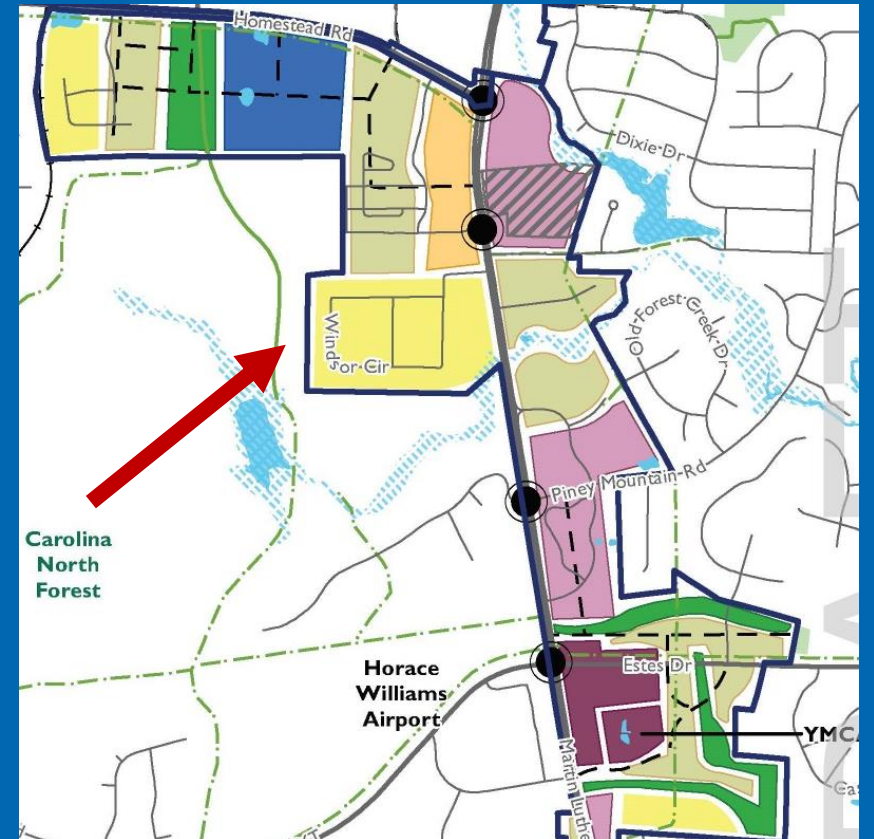 Homestead Rd
Dixie Dr
Old Forest Creek Dr
Windsor Cir
Piney Mountain Rd
Carolina
North
Forest
Horace
Williams
Airport
Estes Dr
YMCA
Martin Luthe